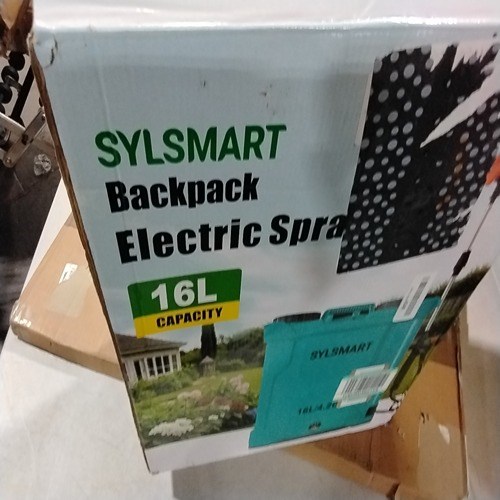 SYLSMART
Backpack
Electric Spra
16L
CAPACITY
SYLSMART